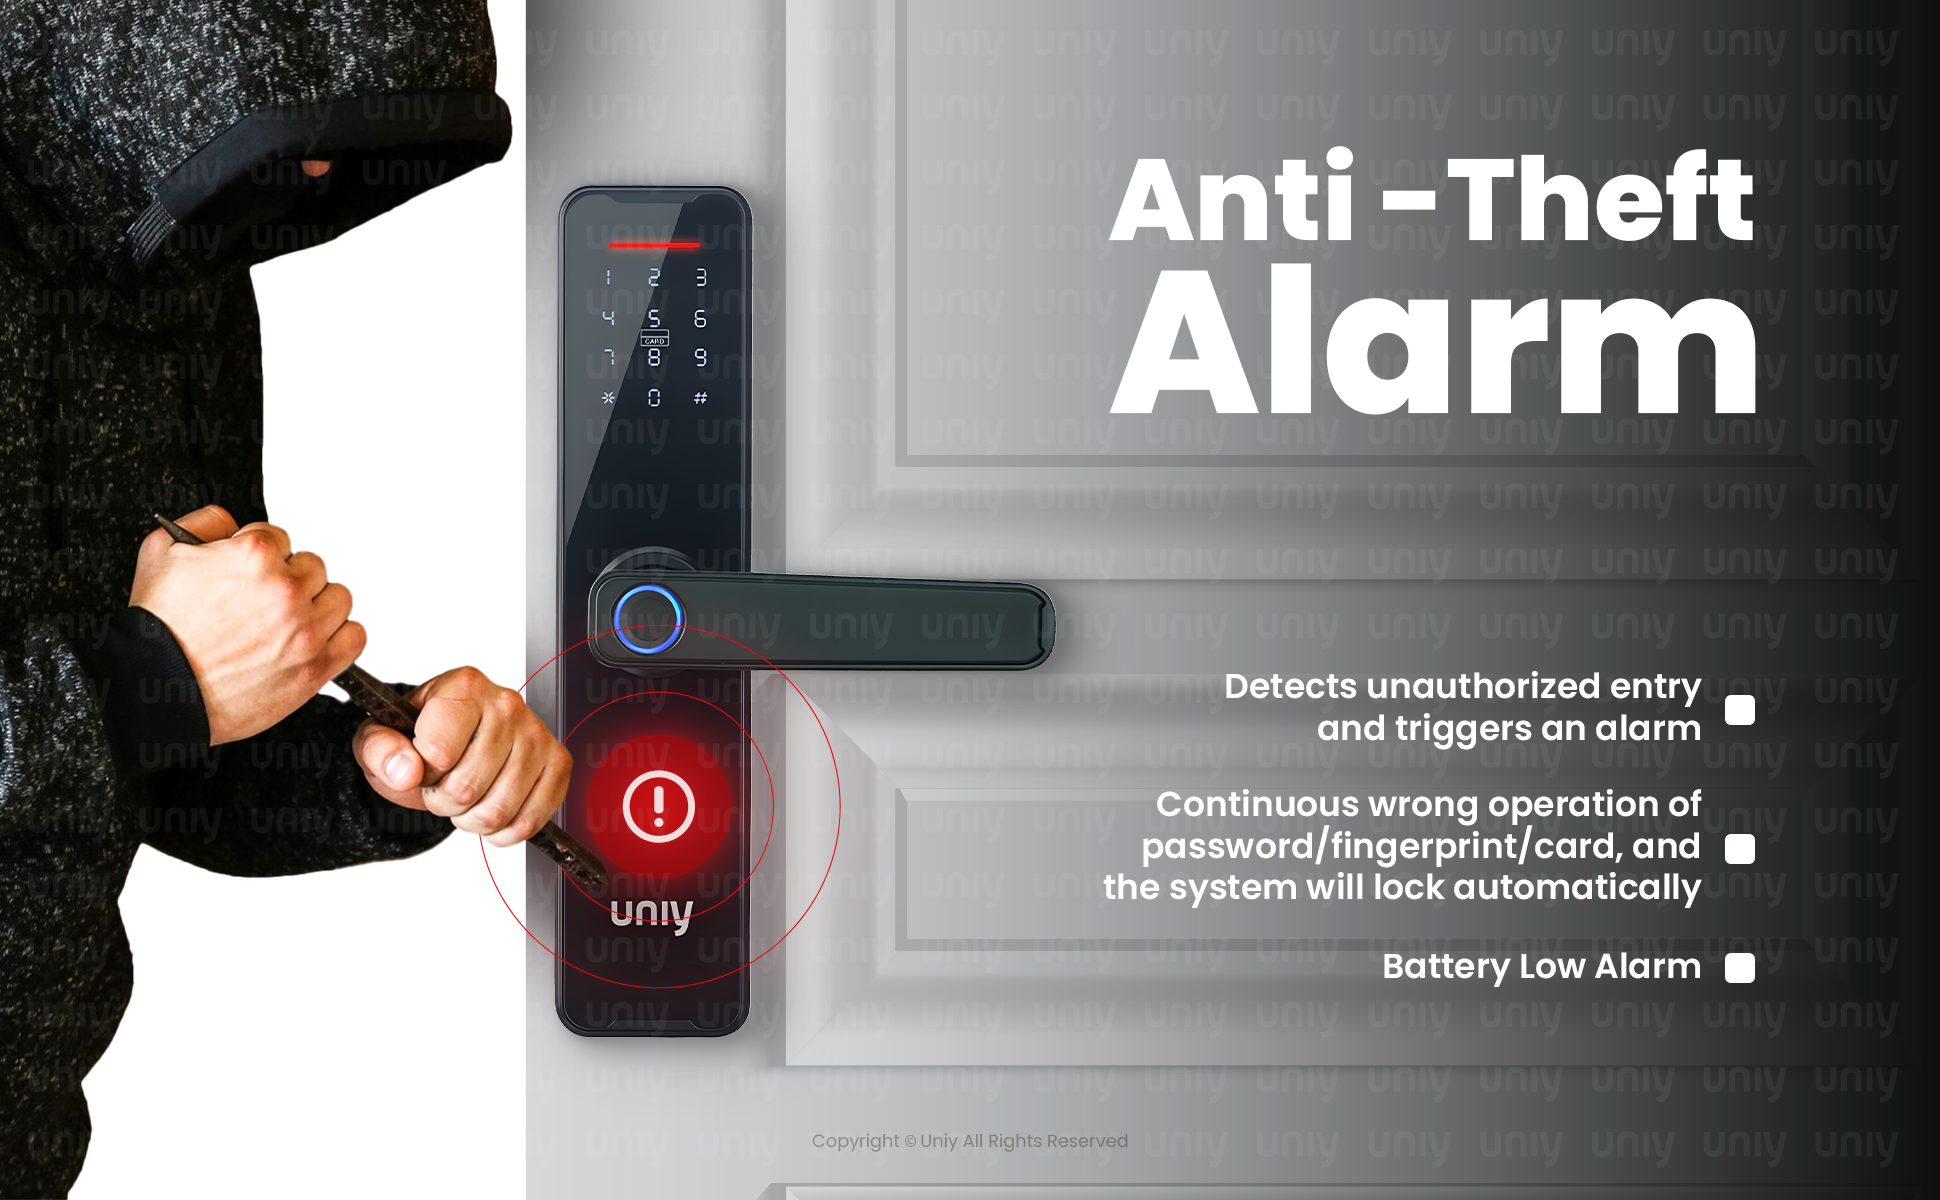 Anti -Theft
Alarm
1 2 3
4 5 6
CARD
7 8 9
* 0 #
Detects unauthorized entry
and triggers an alarm
Continuous wrong operation of
password/fingerprint/card, and
the system will lock automatically
Battery Low Alarm
uniy
Copyright © Uniy All Rights Reserved